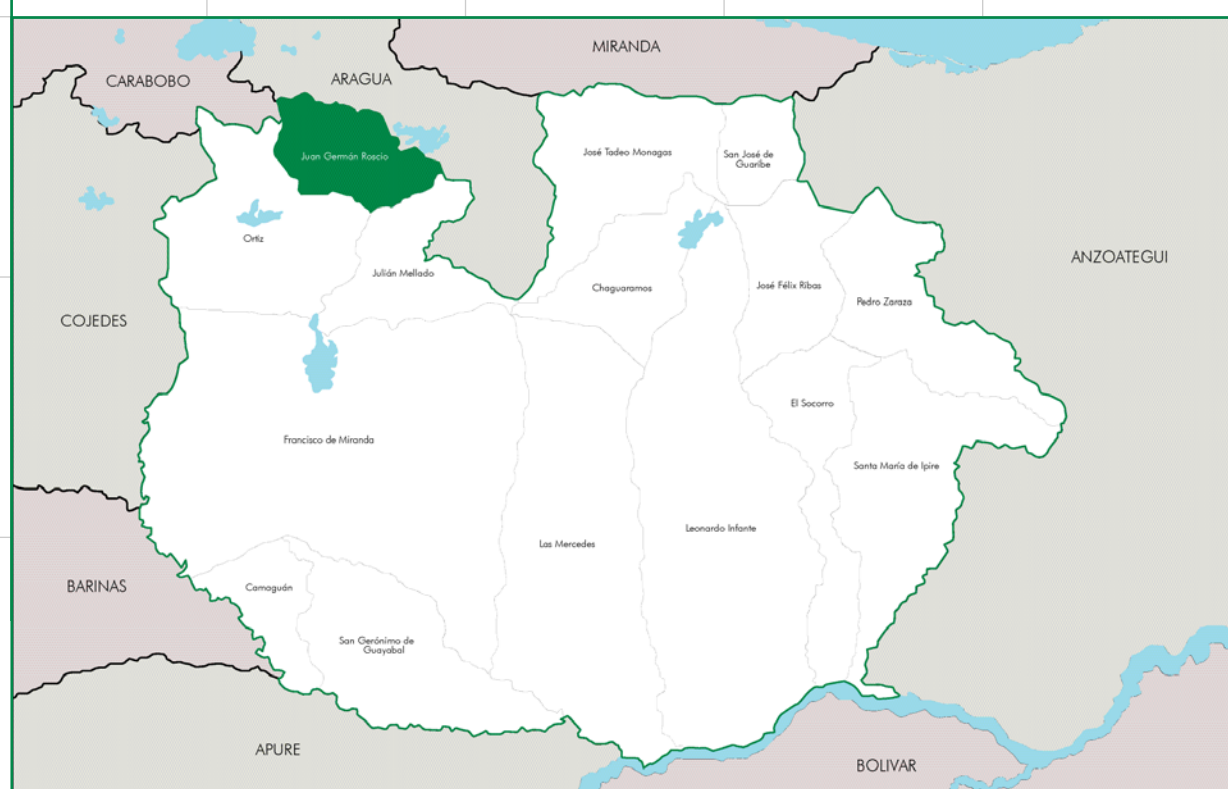 MIRANDA
CARABOBO
ARAGUA
Juan Germán Roscio
José Tadeo Monagas
San José de
Guaribe
Ortiz
ANZOATEGUI
Julián Mellado
Chaguaramos
José Félix Ribas
Pedro Zaraza
COJEDES
El Socorro
Francisco de Miranda
Santa María de Ipire
Leonardo Infante
Las Mercedes
BARINAS
Camaguán
San Gerónimo de
Guayabal
APURE
BOLIVAR